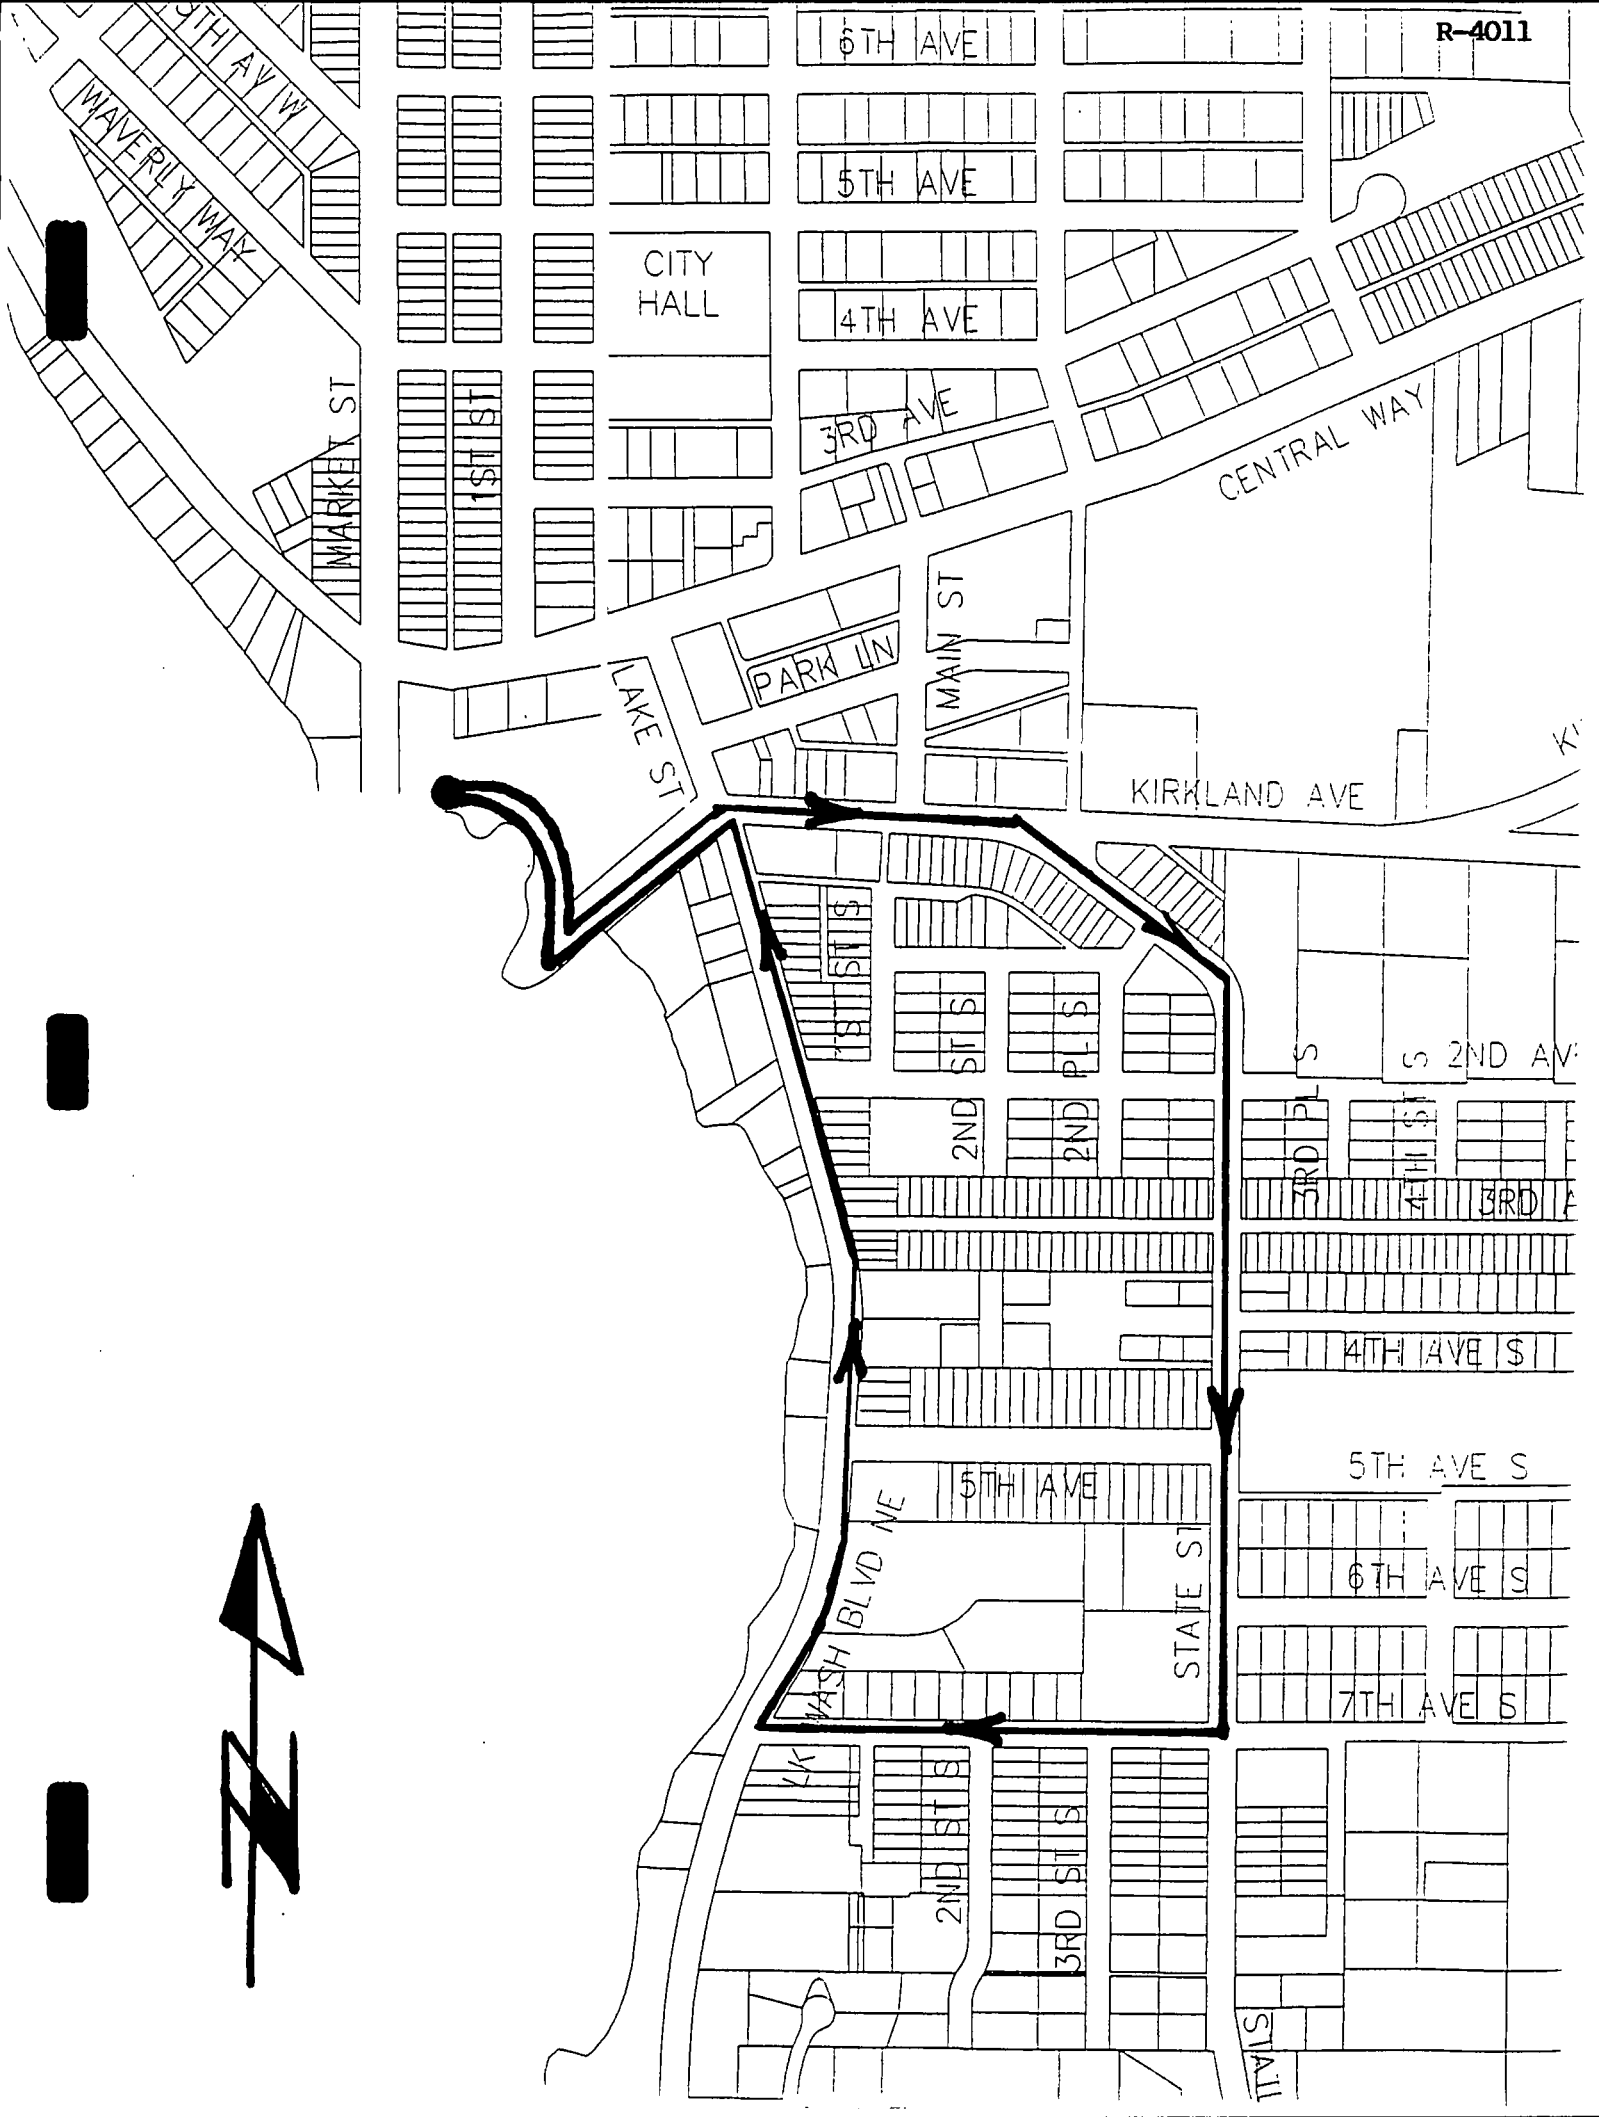 R-4011
6TH AVE
5TH AV W
WAVERLY WAY
5TH AVE
CITY
HALL
4TH AVE
MARKET ST
1ST ST
3RD AVE
CENTRAL WAY
MAIN ST
PARK LN
LAKE ST
KIRKLAND AVE
1ST ST S
2ND ST S
2ND PL S
3RD PL S
4TH ST S
2ND AV
3RD A
4TH AVE S
5TH AVE S
5TH AVE
LK WASH BLVD NE
STATE ST
6TH AVE S
7TH AVE S
2ND ST S
3RD ST S
N